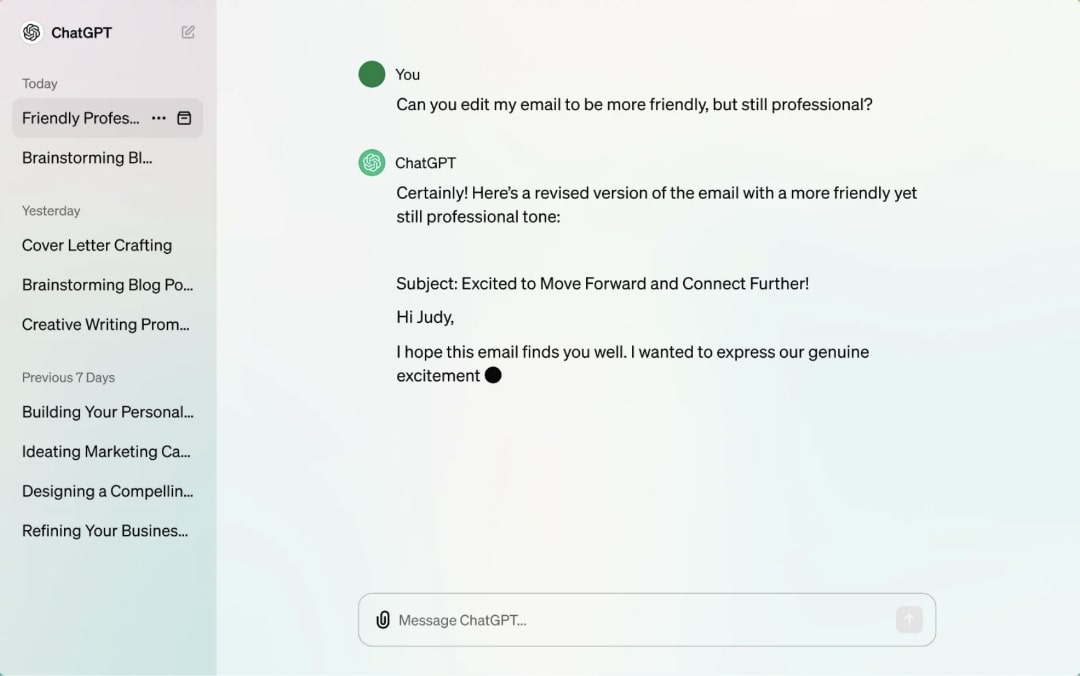 ChatGPT
Today
Friendly Profes...
Brainstorming Bl...
Yesterday
Cover Letter Crafting
Brainstorming Blog Po...
Creative Writing Prom...
Previous 7 Days
Building Your Personal...
Ideating Marketing Ca...
Designing a Compellin...
Refining Your Busines...
You
Can you edit my email to be more friendly, but still professional?
ChatGPT
Certainly! Here's a revised version of the email with a more friendly yet
still professional tone:
Subject: Excited to Move Forward and Connect Further!
Hi Judy,
I hope this email finds you well. I wanted to express our genuine
excitement
Message ChatGPT...